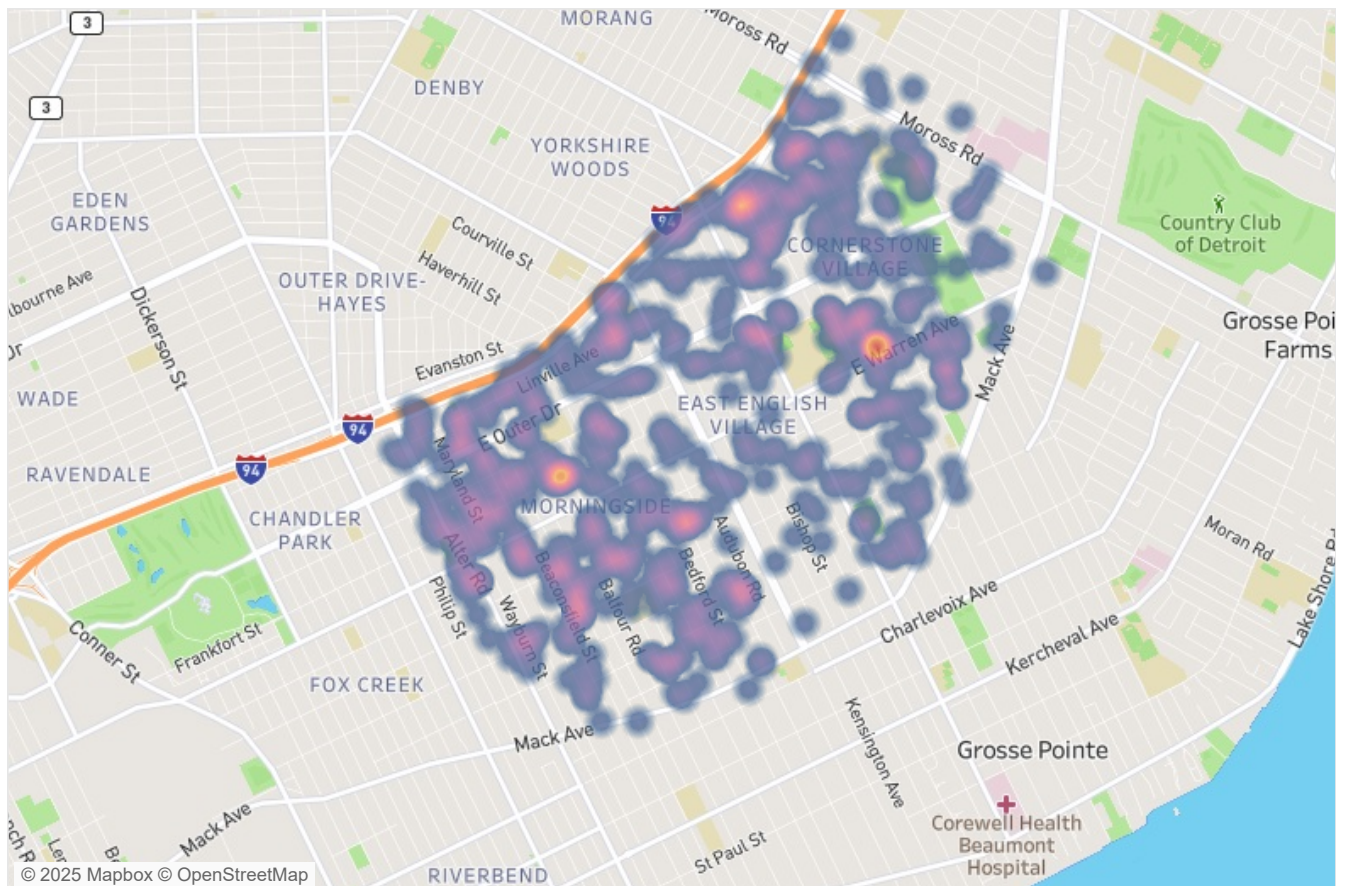 3
MORANG
Moross Rd
DENBY
3
Moross Rd
YORKSHIRE
WOODS
EDEN
GARDENS
94
Courville St
Country Club
of Detroit
CORNERSTONE
VILLAGE
Haverhill St
OUTER DRIVE-
HAYES
Dickerson St
Grosse Poi
Farms
E Warren Ave
Mack Ave
Evanston St
Linville Ave
WADE
EAST ENGLISH
VILLAGE
E Outer Dr
94
94
RAVENDALE
Maryland St
MORNINGSIDE
CHANDLER
PARK
Audubon Rd
Bishop St
Moran Rd
Alter Rd
Philip St
Wayburn St
Beaconsfield St
Balfour Rd
Bedford St
Charlevoix Ave
Kercheval Ave
Lake Shore R
Conner St
Frankfort St
FOX CREEK
Mack Ave
Kensington Ave
Grosse Pointe
Mack Ave
Corewell Health
Beaumont
Hospital
St Paul St
RIVERBEND
© 2025 Mapbox © OpenStreetMap